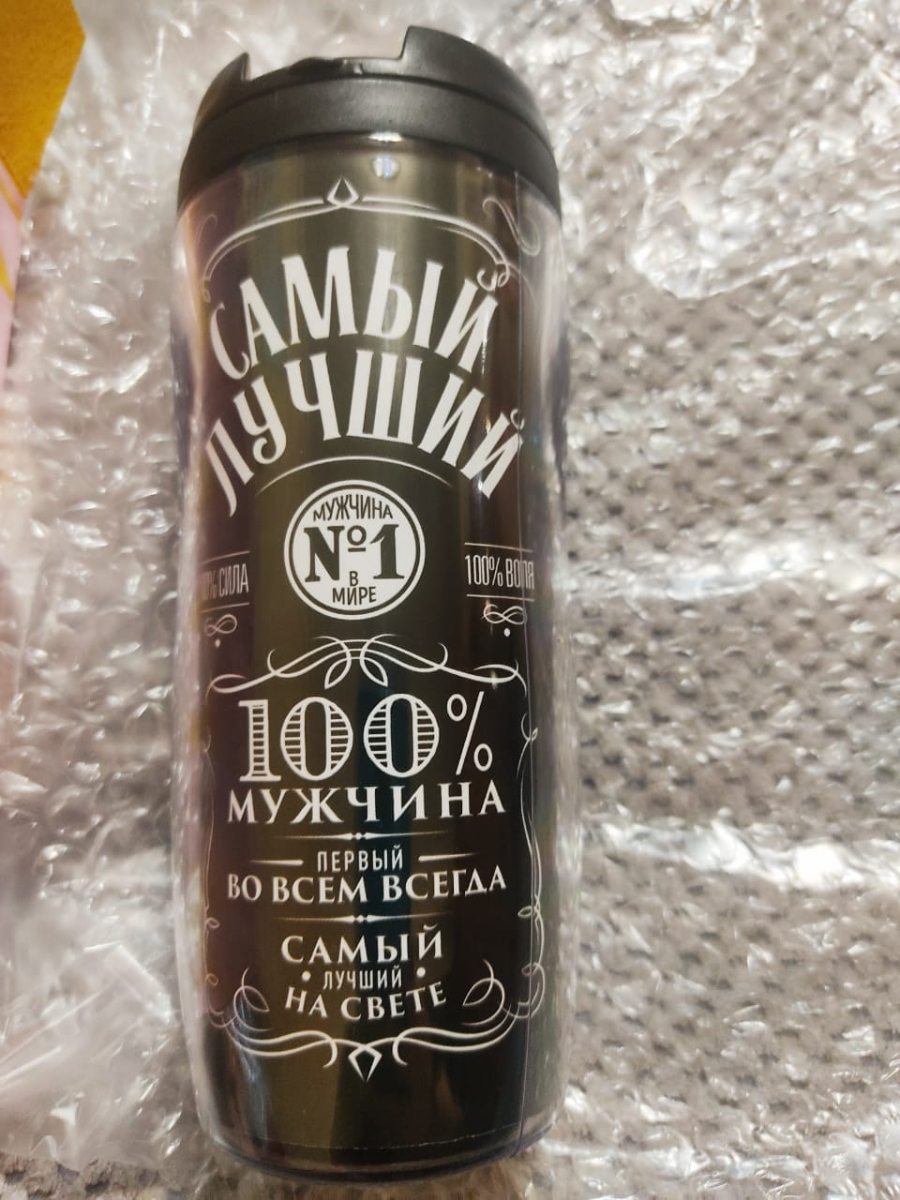 САМЫЙ
ЛУЧШИЙ
МУЖЧИНА
№1
В
МИРЕ
% СИЛА
100% ВОЛЯ
100%
МУЖЧИНА
ПЕРВЫЙ
ВО ВСЕМ ВСЕГДА
САМЫЙ
• ЛУЧШИЙ •
НА СВЕТЕ